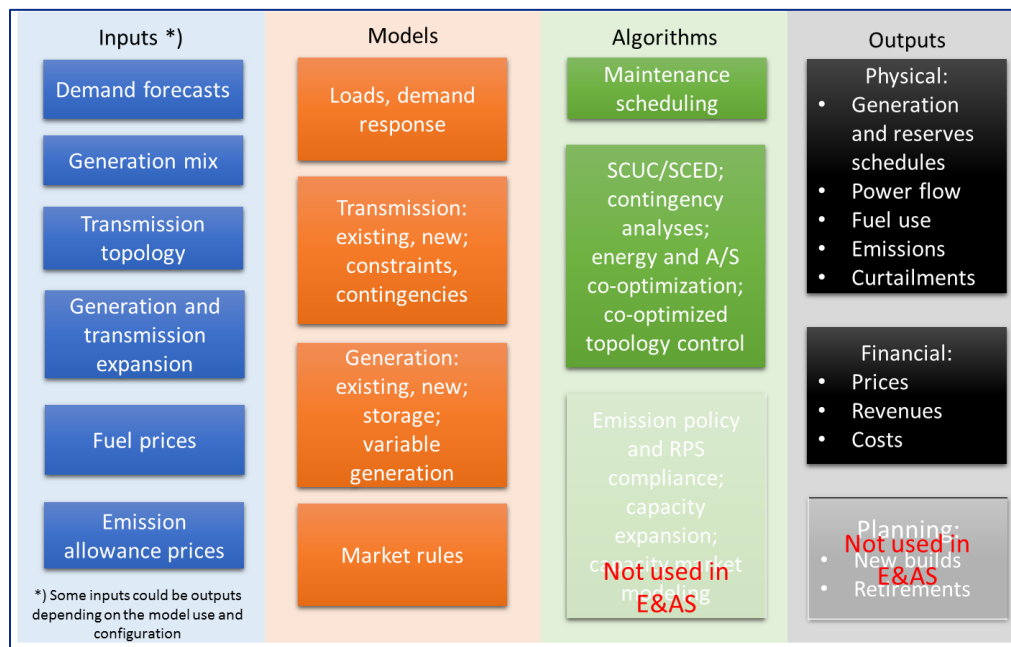 Inputs *)
Demand forecasts
Generation mix
Transmission
topology
Generation and
transmission
expansion
Fuel prices
Emission
allowance prices
*) Some inputs could be outputs
depending on the model use and
configuration
Models
Loads, demand
response
Transmission:
existing, new;
constraints,
contingencies
Generation:
existing, new;
storage;
variable
generation
Market rules
Algorithms
Maintenance
scheduling
SCUC/SCED;
contingency
analyses;
energy and A/S
co-optimization;
co-optimized
topology control
Emission policy
and RPS
compliance;
capacity
expansion;
capacity market
modeling
Not used in
E&AS
Outputs
Physical:
• Generation
and reserves
schedules
• Power flow
• Fuel use
• Emissions
• Curtailments
Financial:
• Prices
• Revenues
• Costs
Planning:
• New builds
• Retirements
Not used in
E&AS